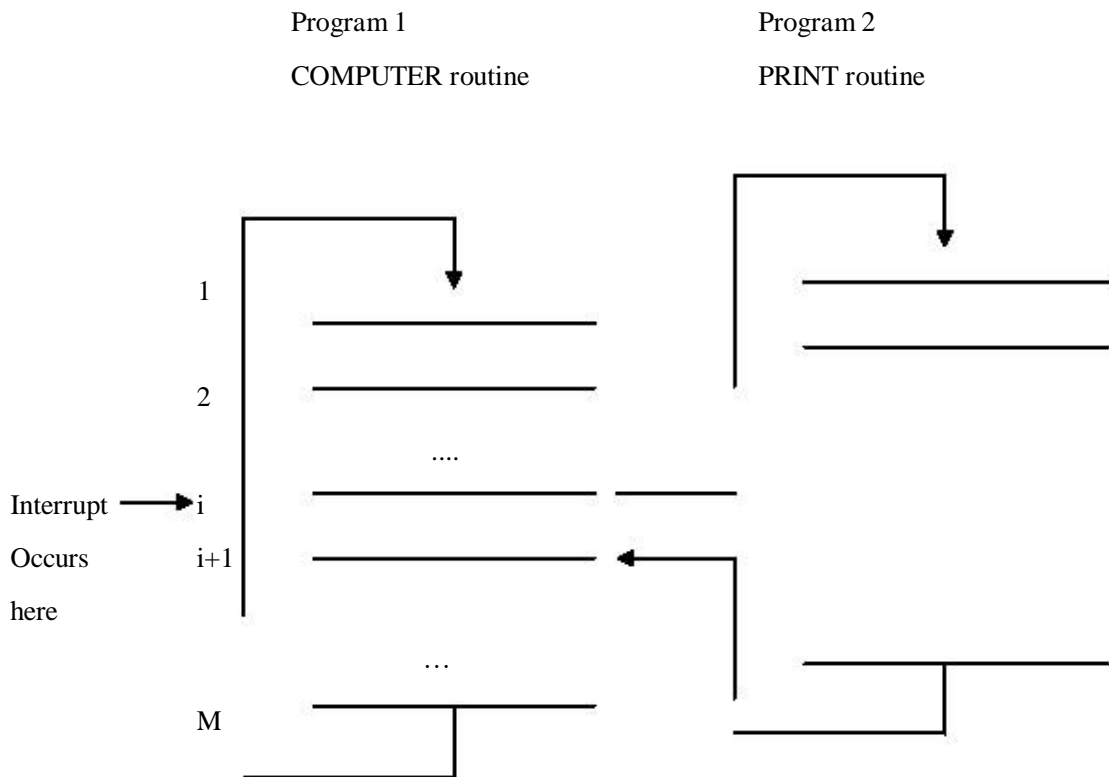 Program 1
COMPUTER routine
Program 2
PRINT routine
1
2
....
Interrupt
i
Occurs
i+1
here
...
M